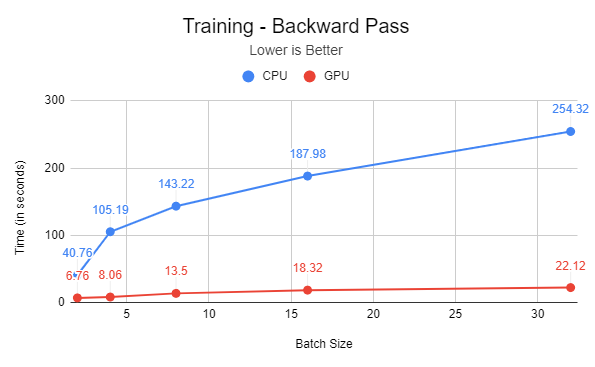 Training - Backward Pass
Lower is Better
CPU GPU
300
254.32
187.98
200
143.22
105.19
Time (in seconds)
100
40.76
6.76 8.06 13.5 18.32 22.12
0
5 10 15 20 25 30
Batch Size